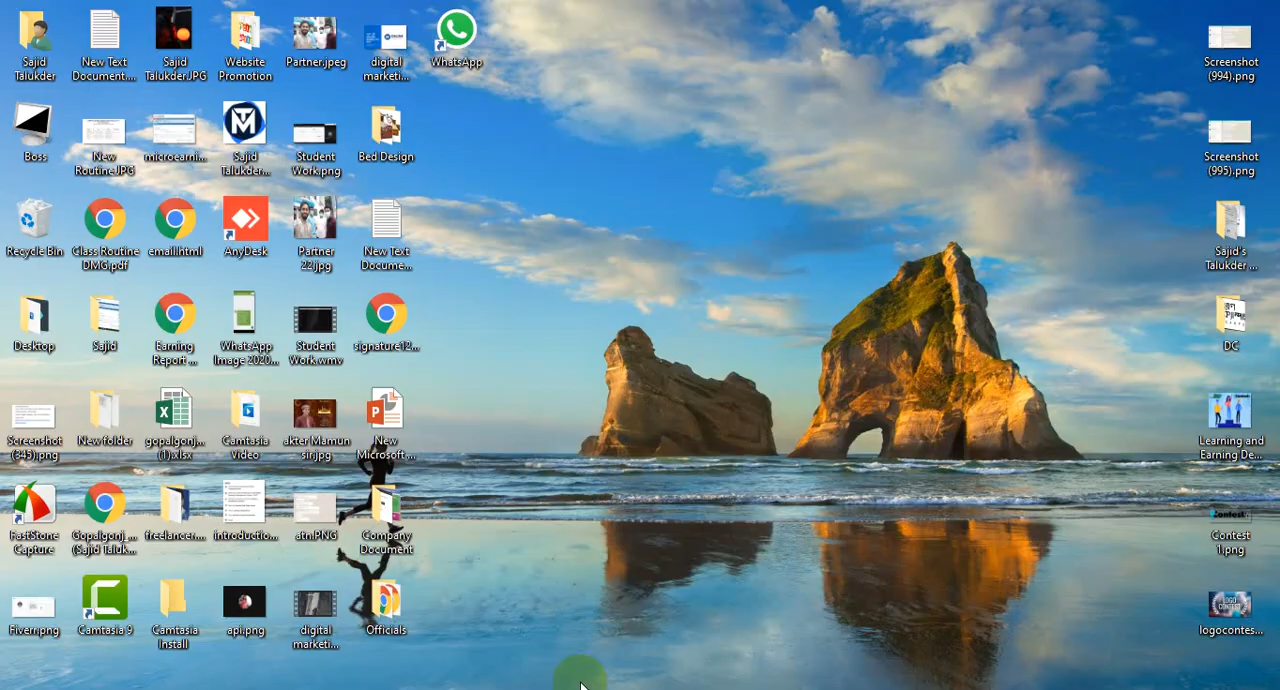 Sajid
Talukder
New Text
Document....
Sajid
Talukder.JPG
Website
Promotion
Partner.jpeg
digital
marketi...
WhatsApp
Screenshot
(994).png
Boss
New
Routine.JPG
microearni...
Sajid
Talukder...
Student
Work.png
Bed Design
Screenshot
(995).png
Recycle Bin
Class Routine
DMG.pdf
email.html
AnyDesk
Partner
22.jpg
New Text
Docume...
Sajid's
Talukder ...
Desktop
Sajid
Earning
Report ...
WhatsApp
Image 2020...
Student
Work.wmv
signature12...
DC
Screenshot
(345).png
New folder
gopalgonj...
(1).xlsx
Camtasia
Video
akter Mamun
sir.jpg
New
Microsoft...
Learning and
Earning De...
FastStone
Capture
Gopalgonj_...
(Sajid Taluk...
freelancer....
introductio...
atm.PNG
Company
Document
Contest
1.png
Fiverr.png
Camtasia 9
Camtasia
Install
api.png
digital
marketi...
Officials
LOGO
CONTEST
logocontes...